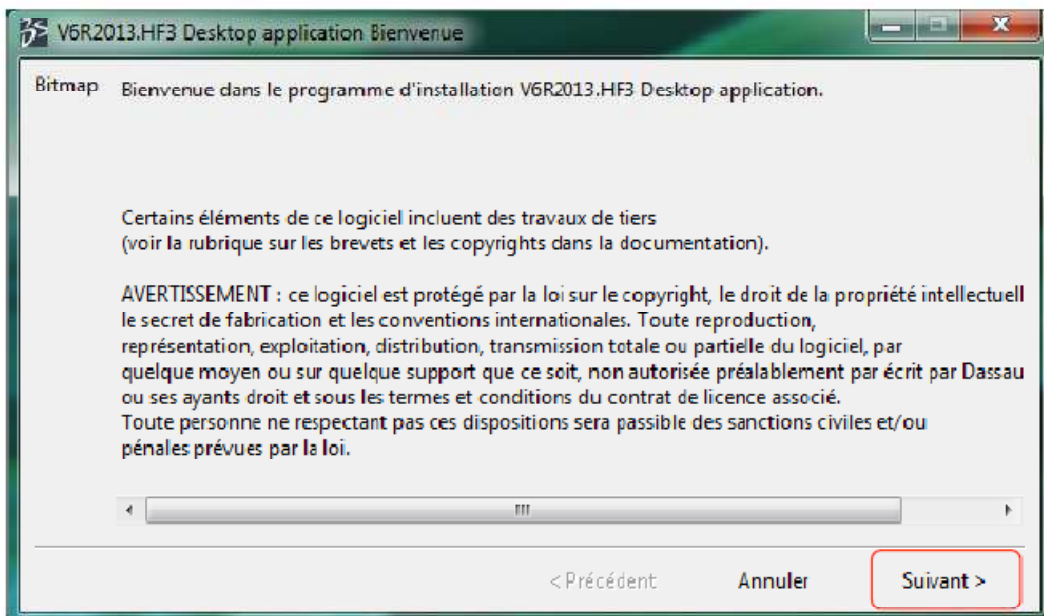 V6R2013.HF3 Desktop application Bienvenue
Bitmap Bienvenue dans le programme d'installation V6R2013.HF3 Desktop application.
Certains éléments de ce logiciel incluent des travaux de tiers
(voir la rubrique sur les brevets et les copyrights dans la documentation).
AVERTISSEMENT : ce logiciel est protégé par la loi sur le copyright, le droit de la propriété intellectuell
le secret de fabrication et les conventions internationales. Toute reproduction,
représentation, exploitation, distribution, transmission totale ou partielle du logiciel, par
quelque moyen ou sur quelque support que ce soit, non autorisée préalablement par écrit par Dassau
ou ses ayants droit et sous les termes et conditions du contrat de licence associé.
Toute personne ne respectant pas ces dispositions sera passible des sanctions civiles et/ou
pénales prévues par la loi.
< Précédent Annuler Suivant >